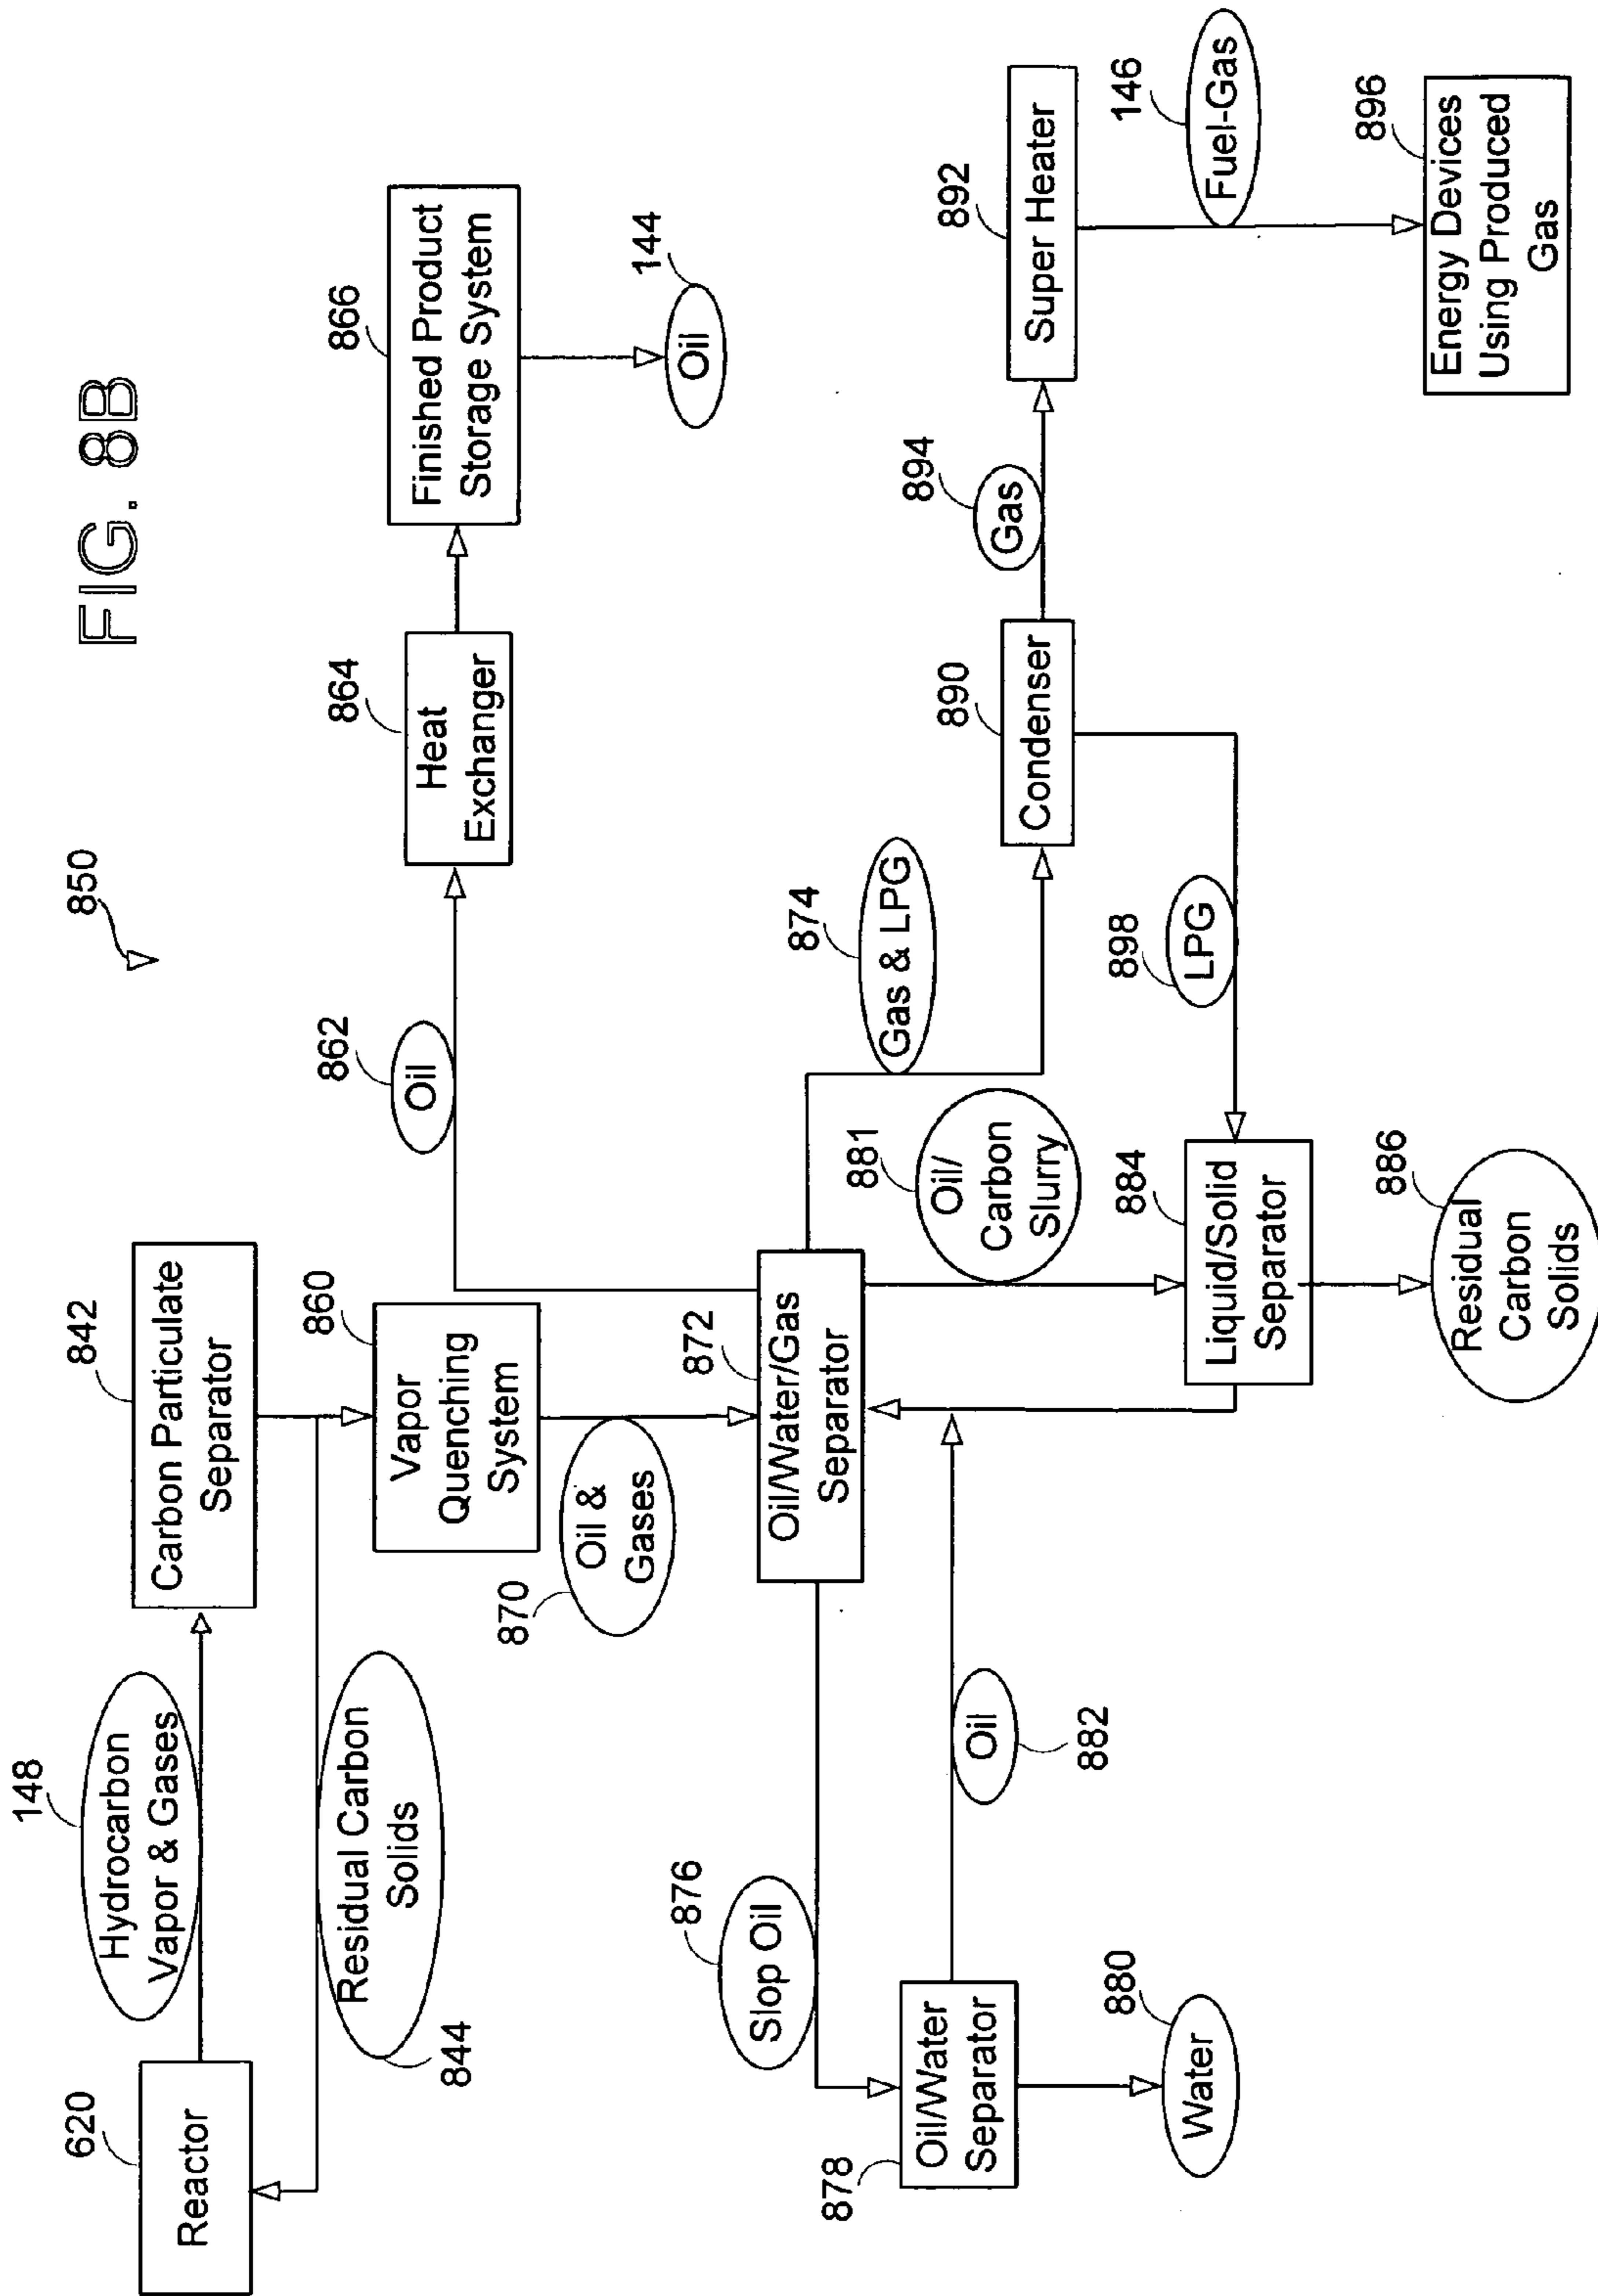 FIG. 8B
850
620
Reactor
148
Hydrocarbon
Vapor & Gases
842
Carbon Particulate
Separator
Residual Carbon
Solids
844
860
Vapor
Quenching
System
862
Oil
864
Heat
Exchanger
866
Finished Product
Storage System
144
Oil
870
Oil &
Gases
872
Oil/Water/Gas
Separator
874
Gas & LPG
876
Slop Oil
878
Oil/Water
Separator
880
Water
Oil
882
881
Oil/
Carbon
Slurry
884
Liquid/Solid
Separator
886
Residual
Carbon
Solids
898
LPG
890
Condenser
894
Gas
892
Super Heater
146
Fuel-Gas
896
Energy Devices
Using Produced
Gas